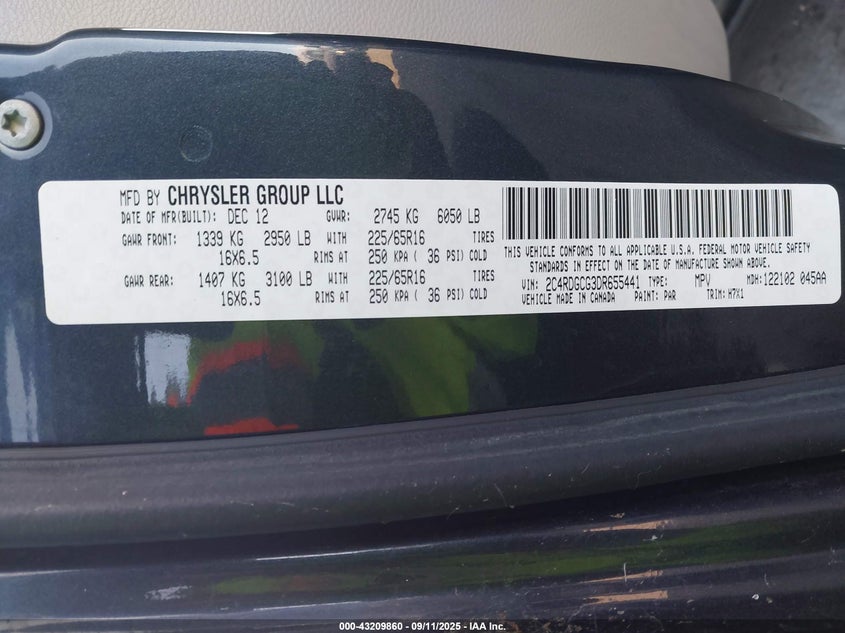 MFD BY CHRYSLER GROUP LLC
DATE OF MFR(BUILT): DEC 12 GVWR: 2745 KG 6050 LB
GAWR FRONT: 1339 KG 2950 LB WITH 225/65R16 TIRES
16X6.5 RIMS AT 250 KPA ( 36 PSI) COLD
GAWR REAR: 1407 KG 3100 LB WITH 225/65R16 TIRES
16X6.5 RIMS AT 250 KPA ( 36 PSI) COLD
THIS VEHICLE CONFORMS TO ALL APPLICABLE U.S.A. FEDERAL MOTOR VEHICLE SAFETY
STANDARDS IN EFFECT ON THE DATE OF MANUFACTURE SHOWN ABOVE.
VIN: 2C4RDGCG3DR655441 TYPE: MPV MDH: 122102 045AA
VEHICLE MADE IN CANADA PAINT: PAR TRIM: H7X1
000-43209860 - 09/11/2025 - IAA Inc.